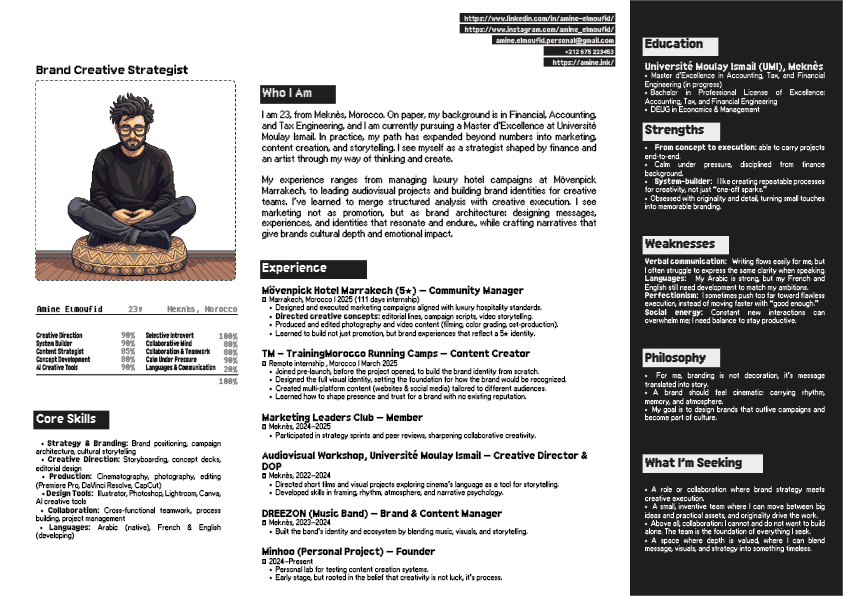 https://www.linkedin.com/in/amine-elmoufid/
https://www.instagram.com/amine_elmoufid/
amine.elmoufid.personal@gmail.com
+212 675 223453
https://amine.ink/
Brand Creative Strategist
Amine Elmoufid 23y Meknès, Morocco
Creative Direction 90% Selective Introvert 100%
System Builder 90% Collaborative Mind 80%
Content Strategist 85% Collaboration & Teamwork 80%
Concept Development 80% Calm Under Pressure 90%
AI Creative Tools 90% Languages & Communication 20%
100%
Core Skills
• Strategy & Branding: Brand positioning, campaign
architecture, cultural storytelling
• Creative Direction: Storyboarding, concept decks,
editorial design
• Production: Cinematography, photography, editing
(Premiere Pro, DaVinci Resolve, CapCut)
• Design Tools: Illustrator, Photoshop, Lightroom, Canva,
AI creative tools
• Collaboration: Cross-functional teamwork, process
building, project management
• Languages: Arabic (native), French & English
(developing)
Who I Am
I am 23, from Meknès, Morocco. On paper, my background is in Financial, Accounting,
and Tax Engineering, and I am currently pursuing a Master d'Excellence at Université
Moulay Ismail. In practice, my path has expanded beyond numbers into marketing,
content creation, and storytelling. I see myself as a strategist shaped by finance and
an artist through my way of thinking and create.
My experience ranges from managing luxury hotel campaigns at Mövenpick
Marrakech, to leading audiovisual projects and building brand identities for creative
teams. I've learned to merge structured analysis with creative execution. I see
marketing not as promotion, but as brand architecture: designing messages,
experiences, and identities that resonate and endure, while crafting narratives that
give brands cultural depth and emotional impact.
Experience
Mövenpick Hotel Marrakech (5★) — Community Manager
Marrakech, Morocco | 2025 (111 days internship)
• Designed and executed marketing campaigns aligned with luxury hospitality standards.
• Directed creative concepts: editorial lines, campaign scripts, video storytelling.
• Produced and edited photography and video content (filming, color grading, ost-production).
• Learned to build not just promotion, but brand experiences that reflect a 5★ identity.
TM — TrainingMorocco Running Camps — Content Creator
Remote internship , Morocco | March 2025
• Joined pre-launch, before the project opened, to build the brand identity from scratch.
• Designed the full visual identity, setting the foundation for how the brand would be recognized.
• Created multi-platform content (websites & social media) tailored to different audiences.
• Learned how to shape presence and trust for a brand with no existing reputation.
Marketing Leaders Club — Member
Meknès, 2024–2025
• Participated in strategy sprints and peer reviews, sharpening collaborative creativity.
Audiovisual Workshop, Université Moulay Ismail — Creative Director &
DOP
Meknès, 2022–2024
• Directed short films and visual projects exploring cinema's language as a tool for storytelling.
• Developed skills in framing, rhythm, atmosphere, and narrative psychology.
DREEZON (Music Band) — Brand & Content Manager
Meknès, 2023–2024
• Built the band's identity and ecosystem by blending music, visuals, and storytelling.
Minhoo (Personal Project) — Founder
2024–Present
• Personal lab for testing content creation systems.
• Early stage, but rooted in the belief that creativity is not luck, it's process.
Education
Université Moulay Ismail (UMI), Meknès
• Master d'Excellence in Accounting, Tax, and Financial
Engineering (in progress)
• Bachelor in Professional License of Excellence:
Accounting, Tax, and Financial Engineering
• DEUG in Economics & Management
Strengths
• From concept to execution: able to carry projects
end-to-end.
• Calm under pressure, disciplined from finance
background.
• System-builder: I like creating repeatable processes
for creativity, not just "one-off sparks."
• Obsessed with originality and detail, turning small touches
into memorable branding.
Weaknesses
Verbal communication: Writing flows easily for me, but
I often struggle to express the same clarity when speaking.
Languages: My Arabic is strong, but my French and
English still need development to match my ambitions.
Perfectionism: I sometimes push too far toward flawless
execution, instead of moving faster with "good enough."
Social energy: Constant new interactions can
overwhelm me; I need balance to stay productive.
Philosophy
• For me, branding is not decoration, it's message
translated into story.
• A brand should feel cinematic: carrying rhythm,
memory, and atmosphere.
• My goal is to design brands that outlive campaigns and
become part of culture.
What I'm Seeking
• A role or collaboration where brand strategy meets
creative execution.
• A small, inventive team where I can move between big
ideas and practical assets, and originality drive the work.
• Above all, collaboration: I cannot and do not want to build
alone. The team is the foundation of everything I seek.
• A space where depth is valued, where I can blend
message, visuals, and strategy into something timeless.